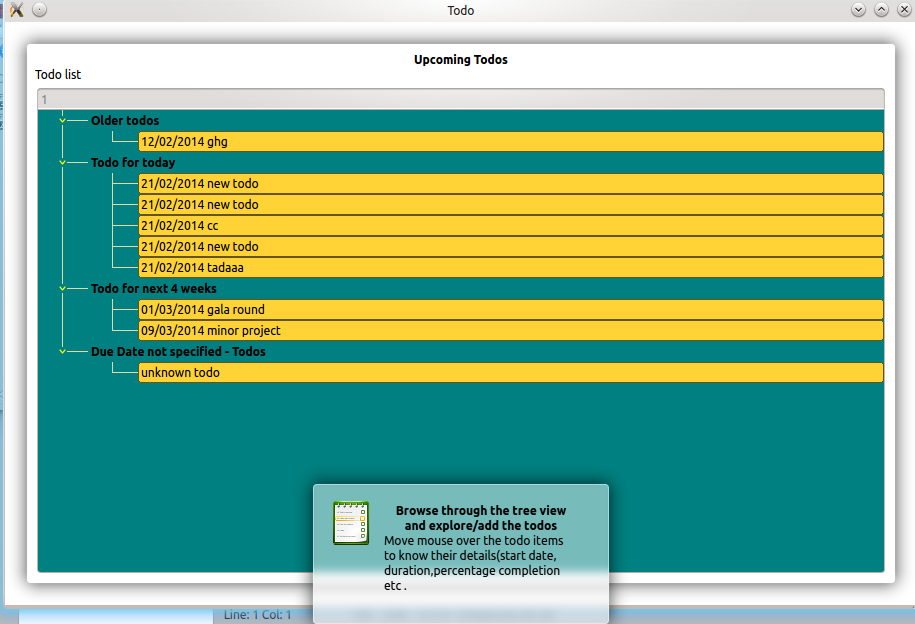 Todo
Upcoming Todos
Todo list
1
Older todos
12/02/2014 ghg
Todo for today
21/02/2014 new todo
21/02/2014 new todo
21/02/2014 cc
21/02/2014 new todo
21/02/2014 tadaaa
Todo for next 4 weeks
01/03/2014 gala round
09/03/2014 minor project
Due Date not specified - Todos
unknown todo
Browse through the tree view
and explore/add the todos
Move mouse over the todo items
to know their details(start date,
duration,percentage completion
etc .
Line: 1 Col: 1